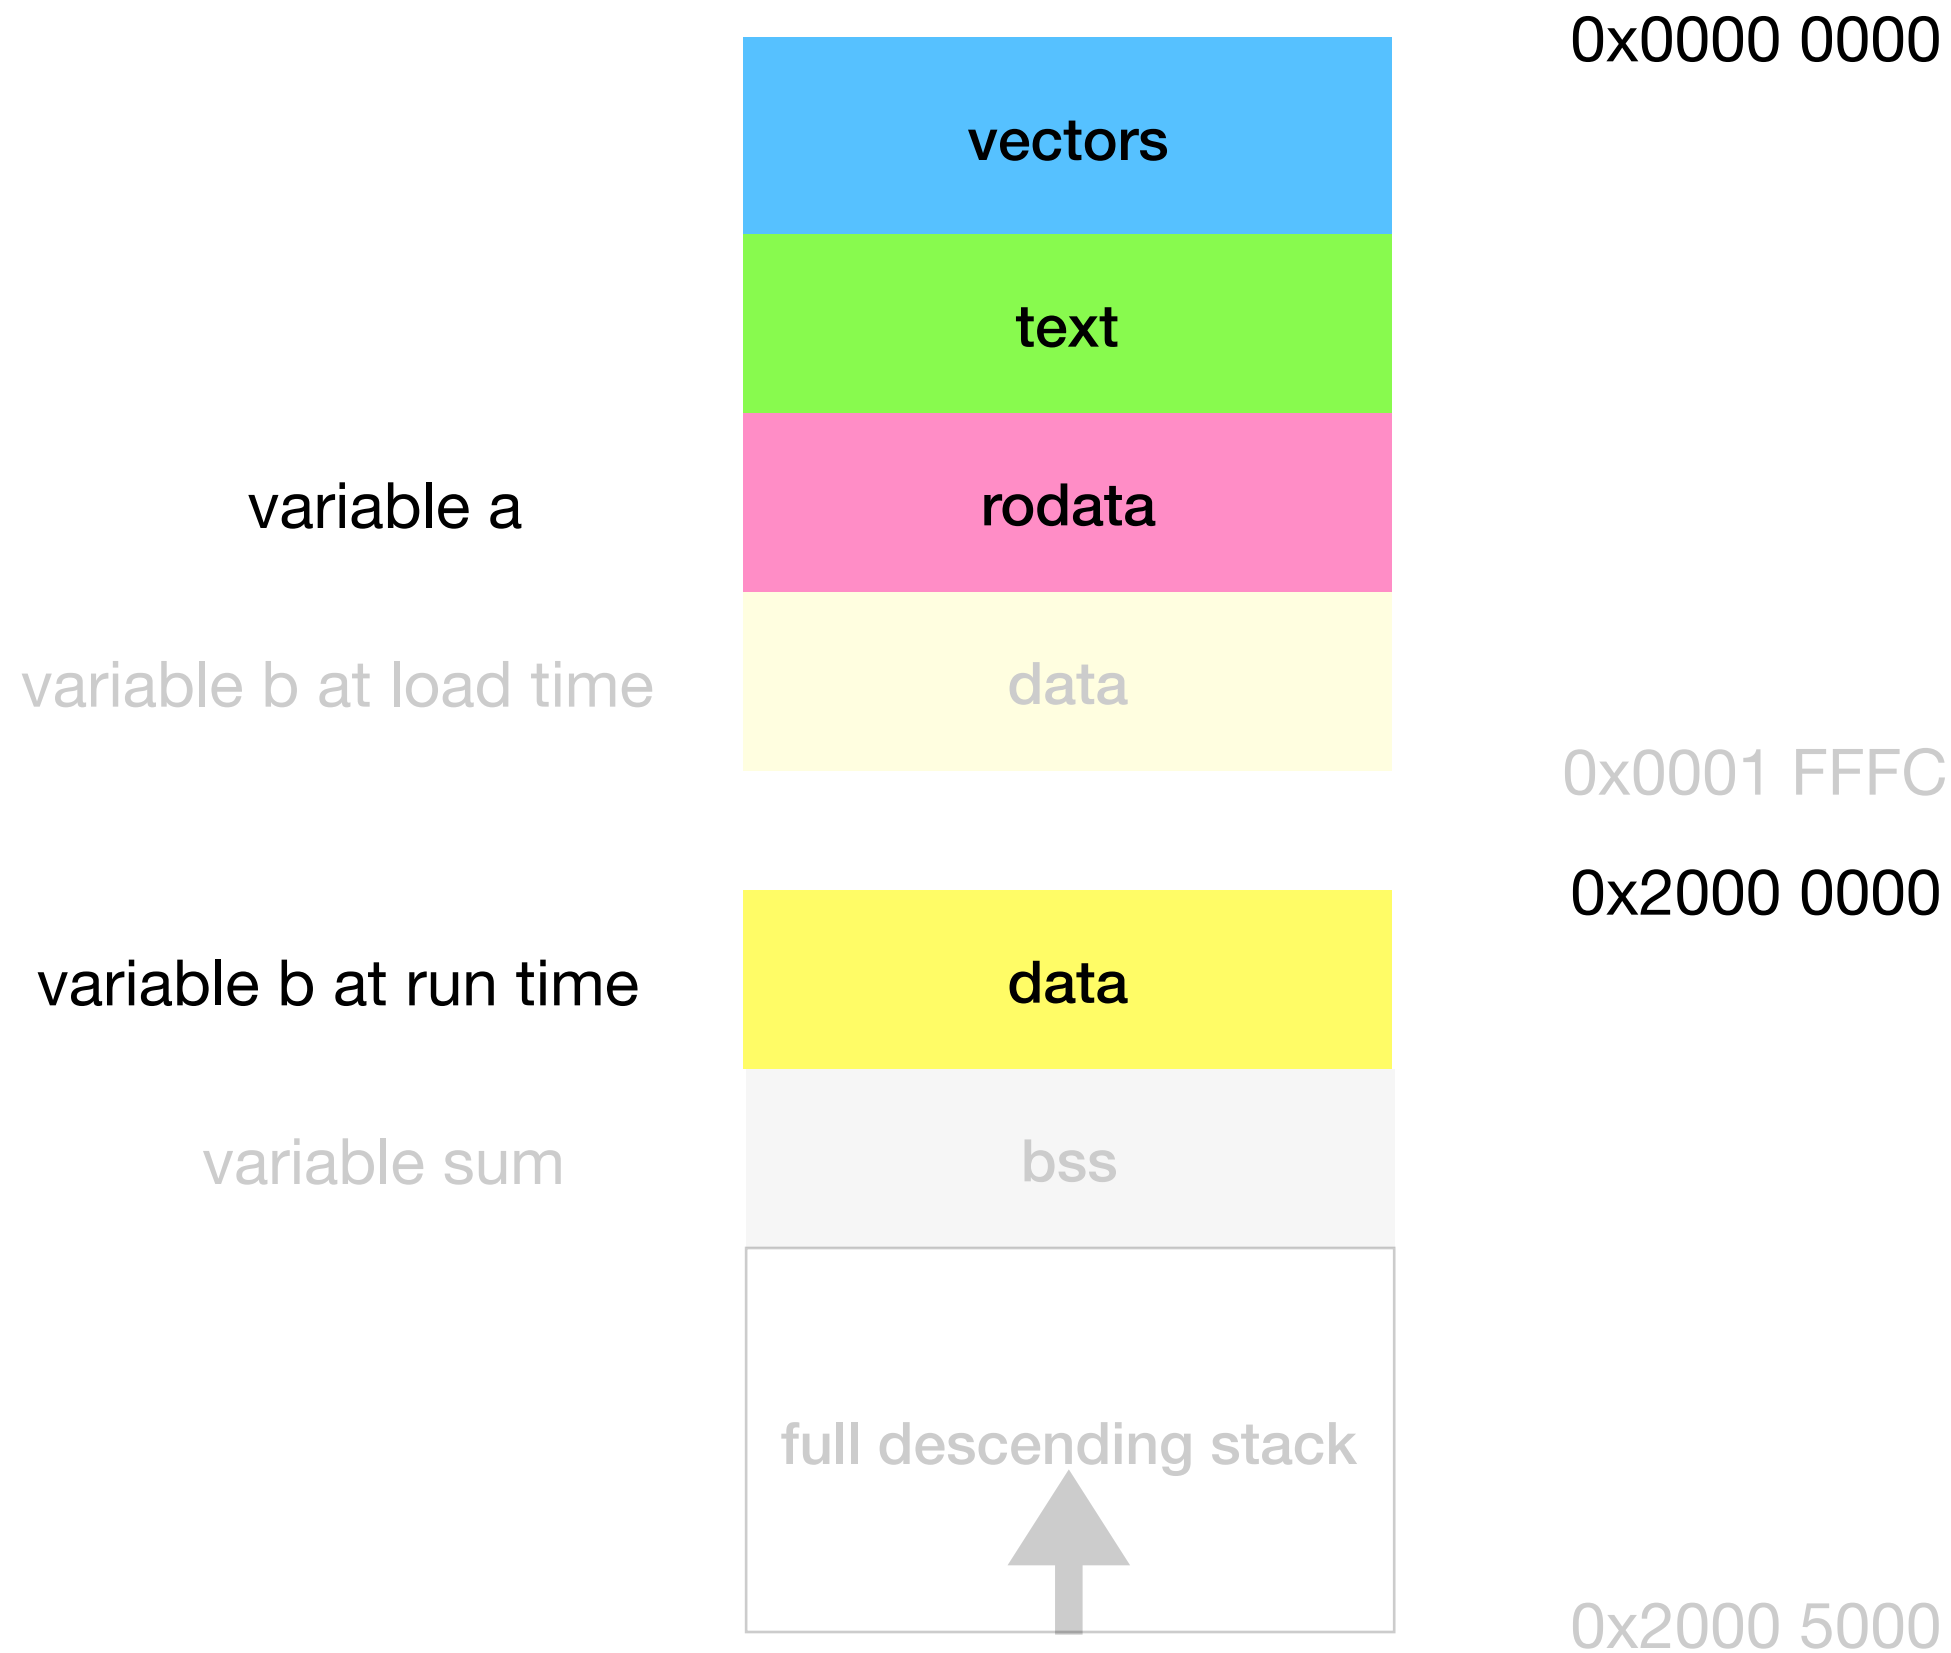 0x0000 0000
vectors
text
variable a
rodata
variable b at load time
data
0x0001 FFFC
0x2000 0000
variable b at run time
data
variable sum
bss
full descending stack
0x2000 5000